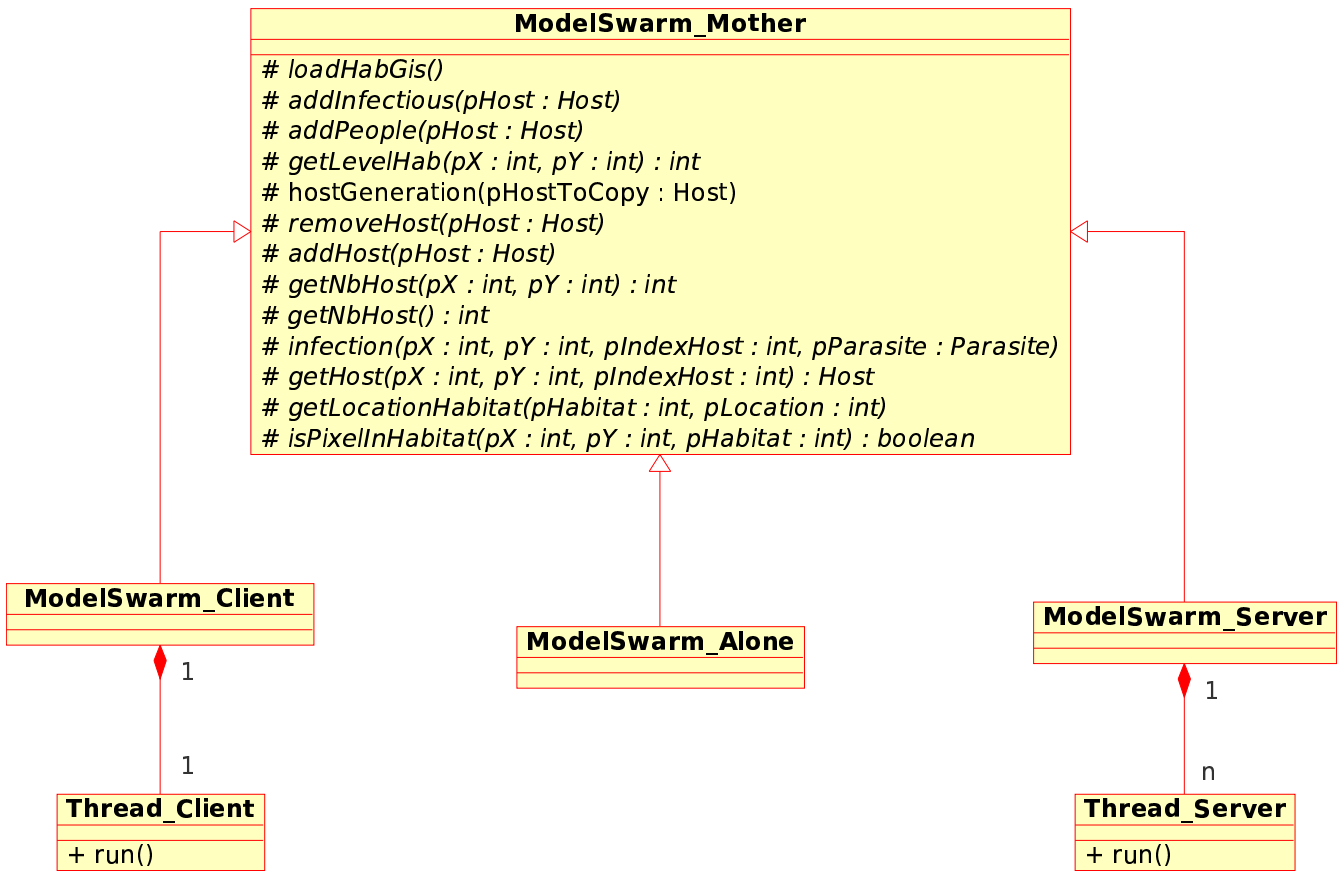 ModelSwarm_Mother
# loadHabGis()
# addInfectious(pHost : Host)
# addPeople(pHost : Host)
# getLevelHab(pX : int, pY : int) : int
# hostGeneration(pHostToCopy : Host)
# removeHost(pHost : Host)
# addHost(pHost : Host)
# getNbHost(pX : int, pY : int) : int
# getNbHost() : int
# infection(pX : int, pY : int, pIndexHost : int, pParasite : Parasite)
# getHost(pX : int, pY : int, pIndexHost : int) : Host
# getLocationHabitat(pHabitat : int, pLocation : int)
# isPixelInHabitat(pX : int, pY : int, pHabitat : int) : boolean
ModelSwarm_Client
ModelSwarm_Alone
ModelSwarm_Server
1
1
1
n
Thread_Client
+ run()
Thread_Server
+ run()